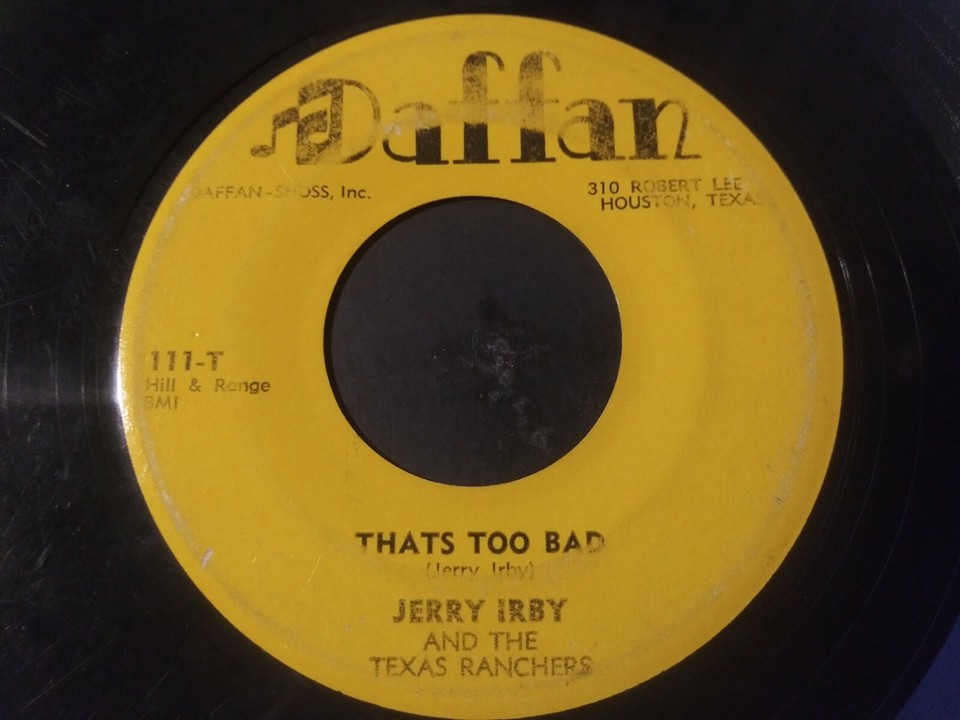 Daffan
DAFFAN-SHOSS, Inc.
310 ROBERT LEE
HOUSTON, TEXAS
111-T
Hill & Range
BMI
THATS TOO BAD
(Jerry Irby)
JERRY IRBY
AND THE
TEXAS RANCHERS